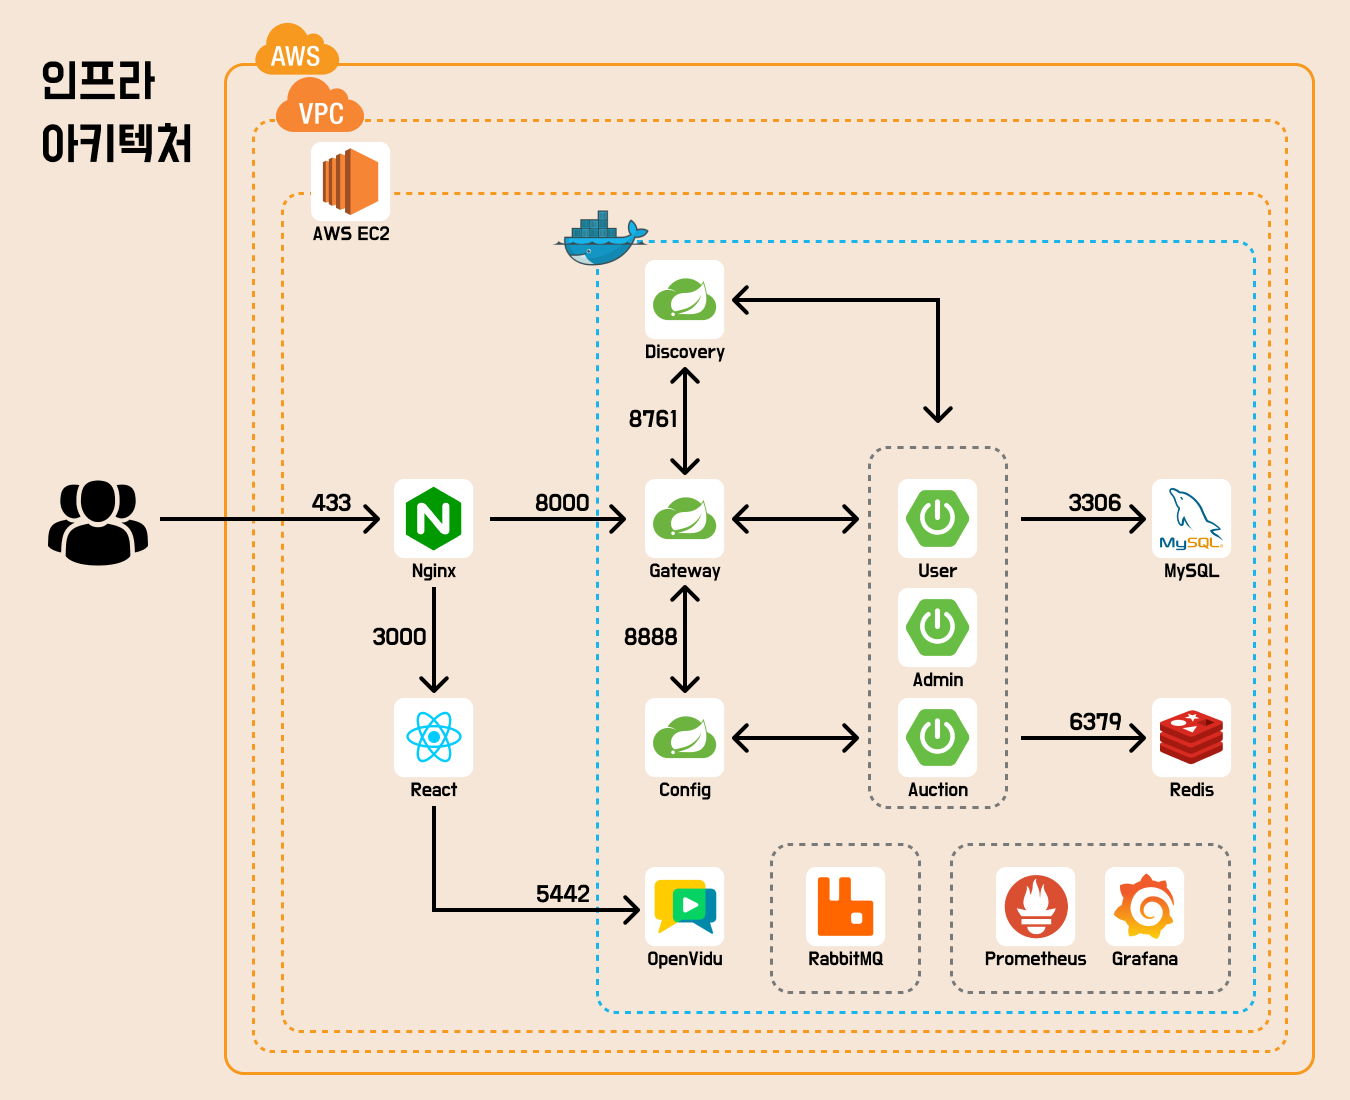 인프라
아키텍처
AWS
VPC
AWS EC2
Discovery
8761
433
8000
3306
Nginx
Gateway
User
MySQL
MySQL
3000
8888
Admin
6379
React
Config
Auction
Redis
5442
OpenVidu
RabbitMQ
Prometheus
Grafana